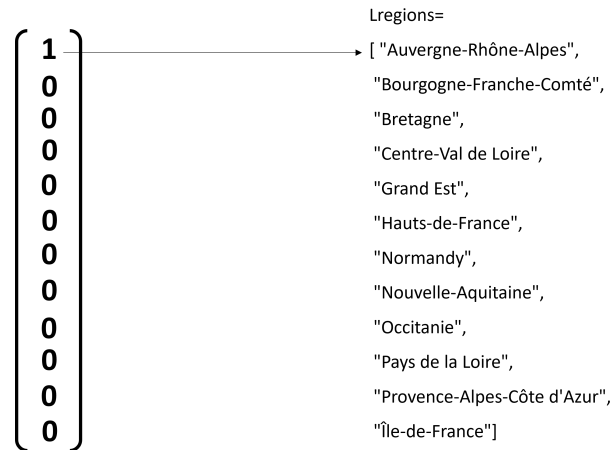 Lregions=
1 [ "Auvergne-Rhône-Alpes",
0 "Bourgogne-Franche-Comté",
0 "Bretagne",
0 "Centre-Val de Loire",
0 "Grand Est",
0 "Hauts-de-France",
0 "Normandy",
0 "Nouvelle-Aquitaine",
0 "Occitanie",
0 "Pays de la Loire",
0 "Provence-Alpes-Côte d'Azur",
0 "Île-de-France"]